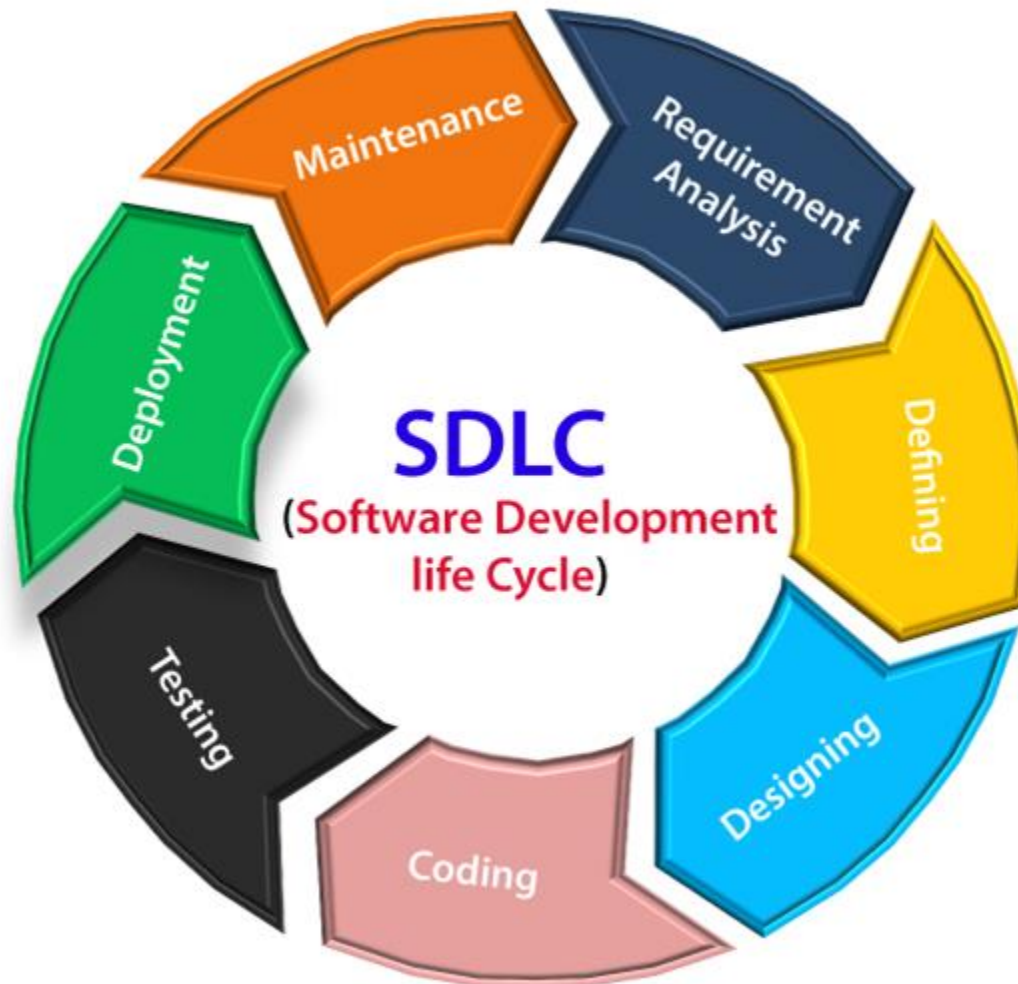 SDLC
(Software Development
life Cycle)
Requirement
Analysis
Defining
Designing
Coding
Testing
Deployment
Maintenance